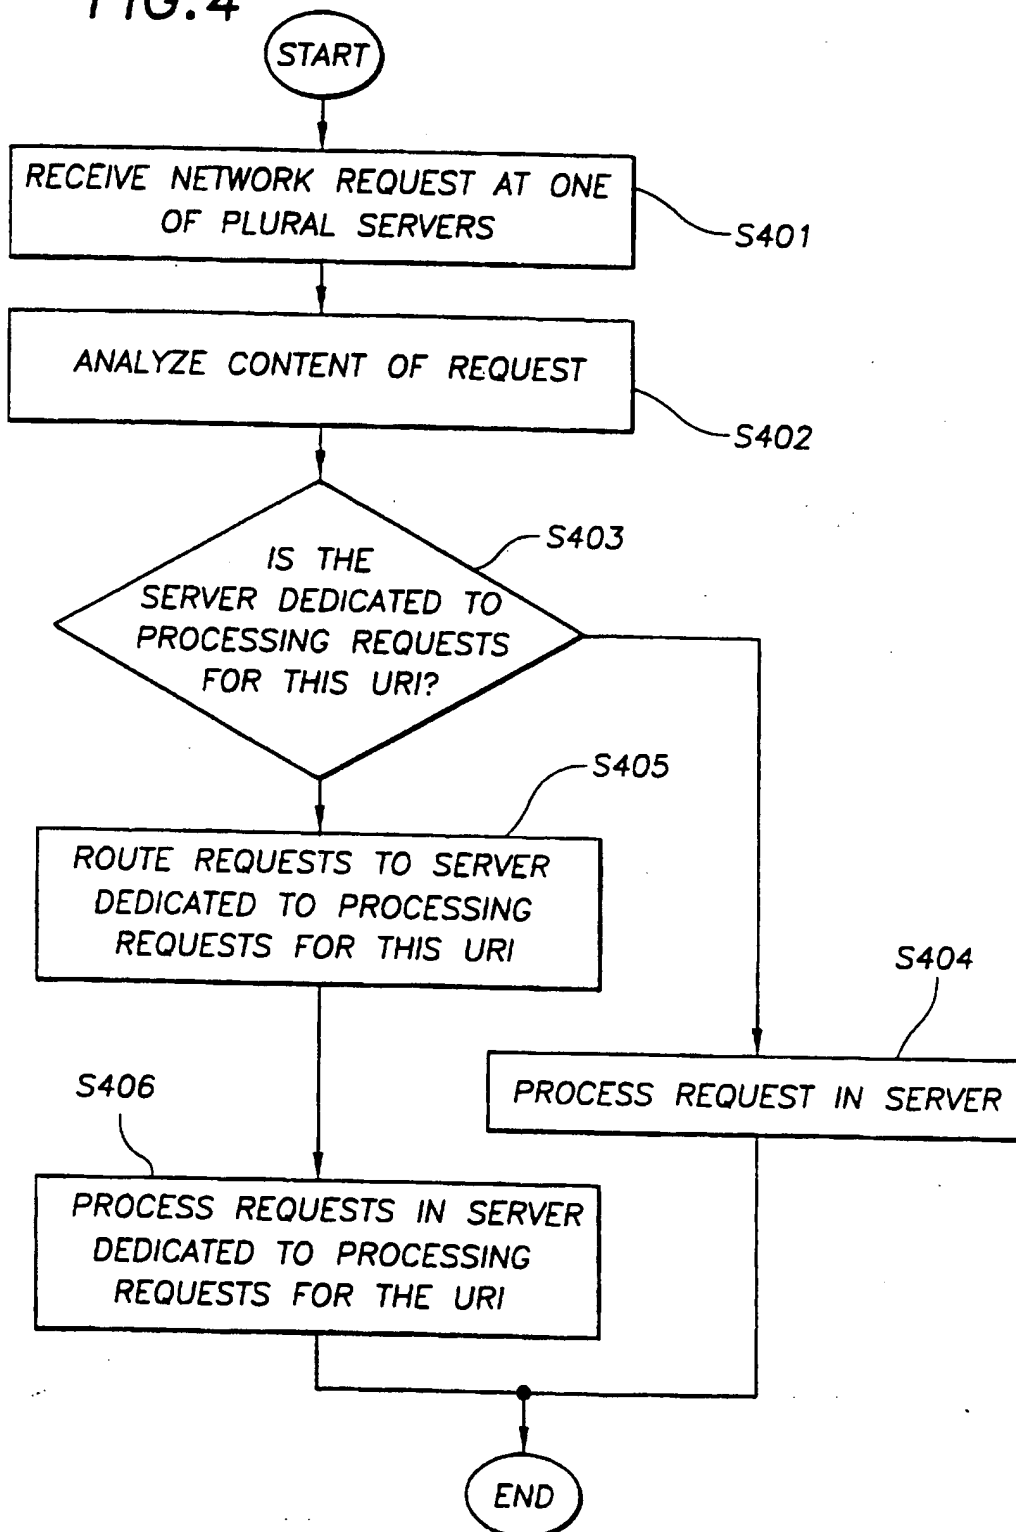 FIG.4
START
RECEIVE NETWORK REQUEST AT ONE
OF PLURAL SERVERS
S401
ANALYZE CONTENT OF REQUEST
S402
S403
IS THE
SERVER DEDICATED TO
PROCESSING REQUESTS
FOR THIS URI?
S405
ROUTE REQUESTS TO SERVER
DEDICATED TO PROCESSING
REQUESTS FOR THIS URI
S404
PROCESS REQUEST IN SERVER
S406
PROCESS REQUESTS IN SERVER
DEDICATED TO PROCESSING
REQUESTS FOR THE URI
END